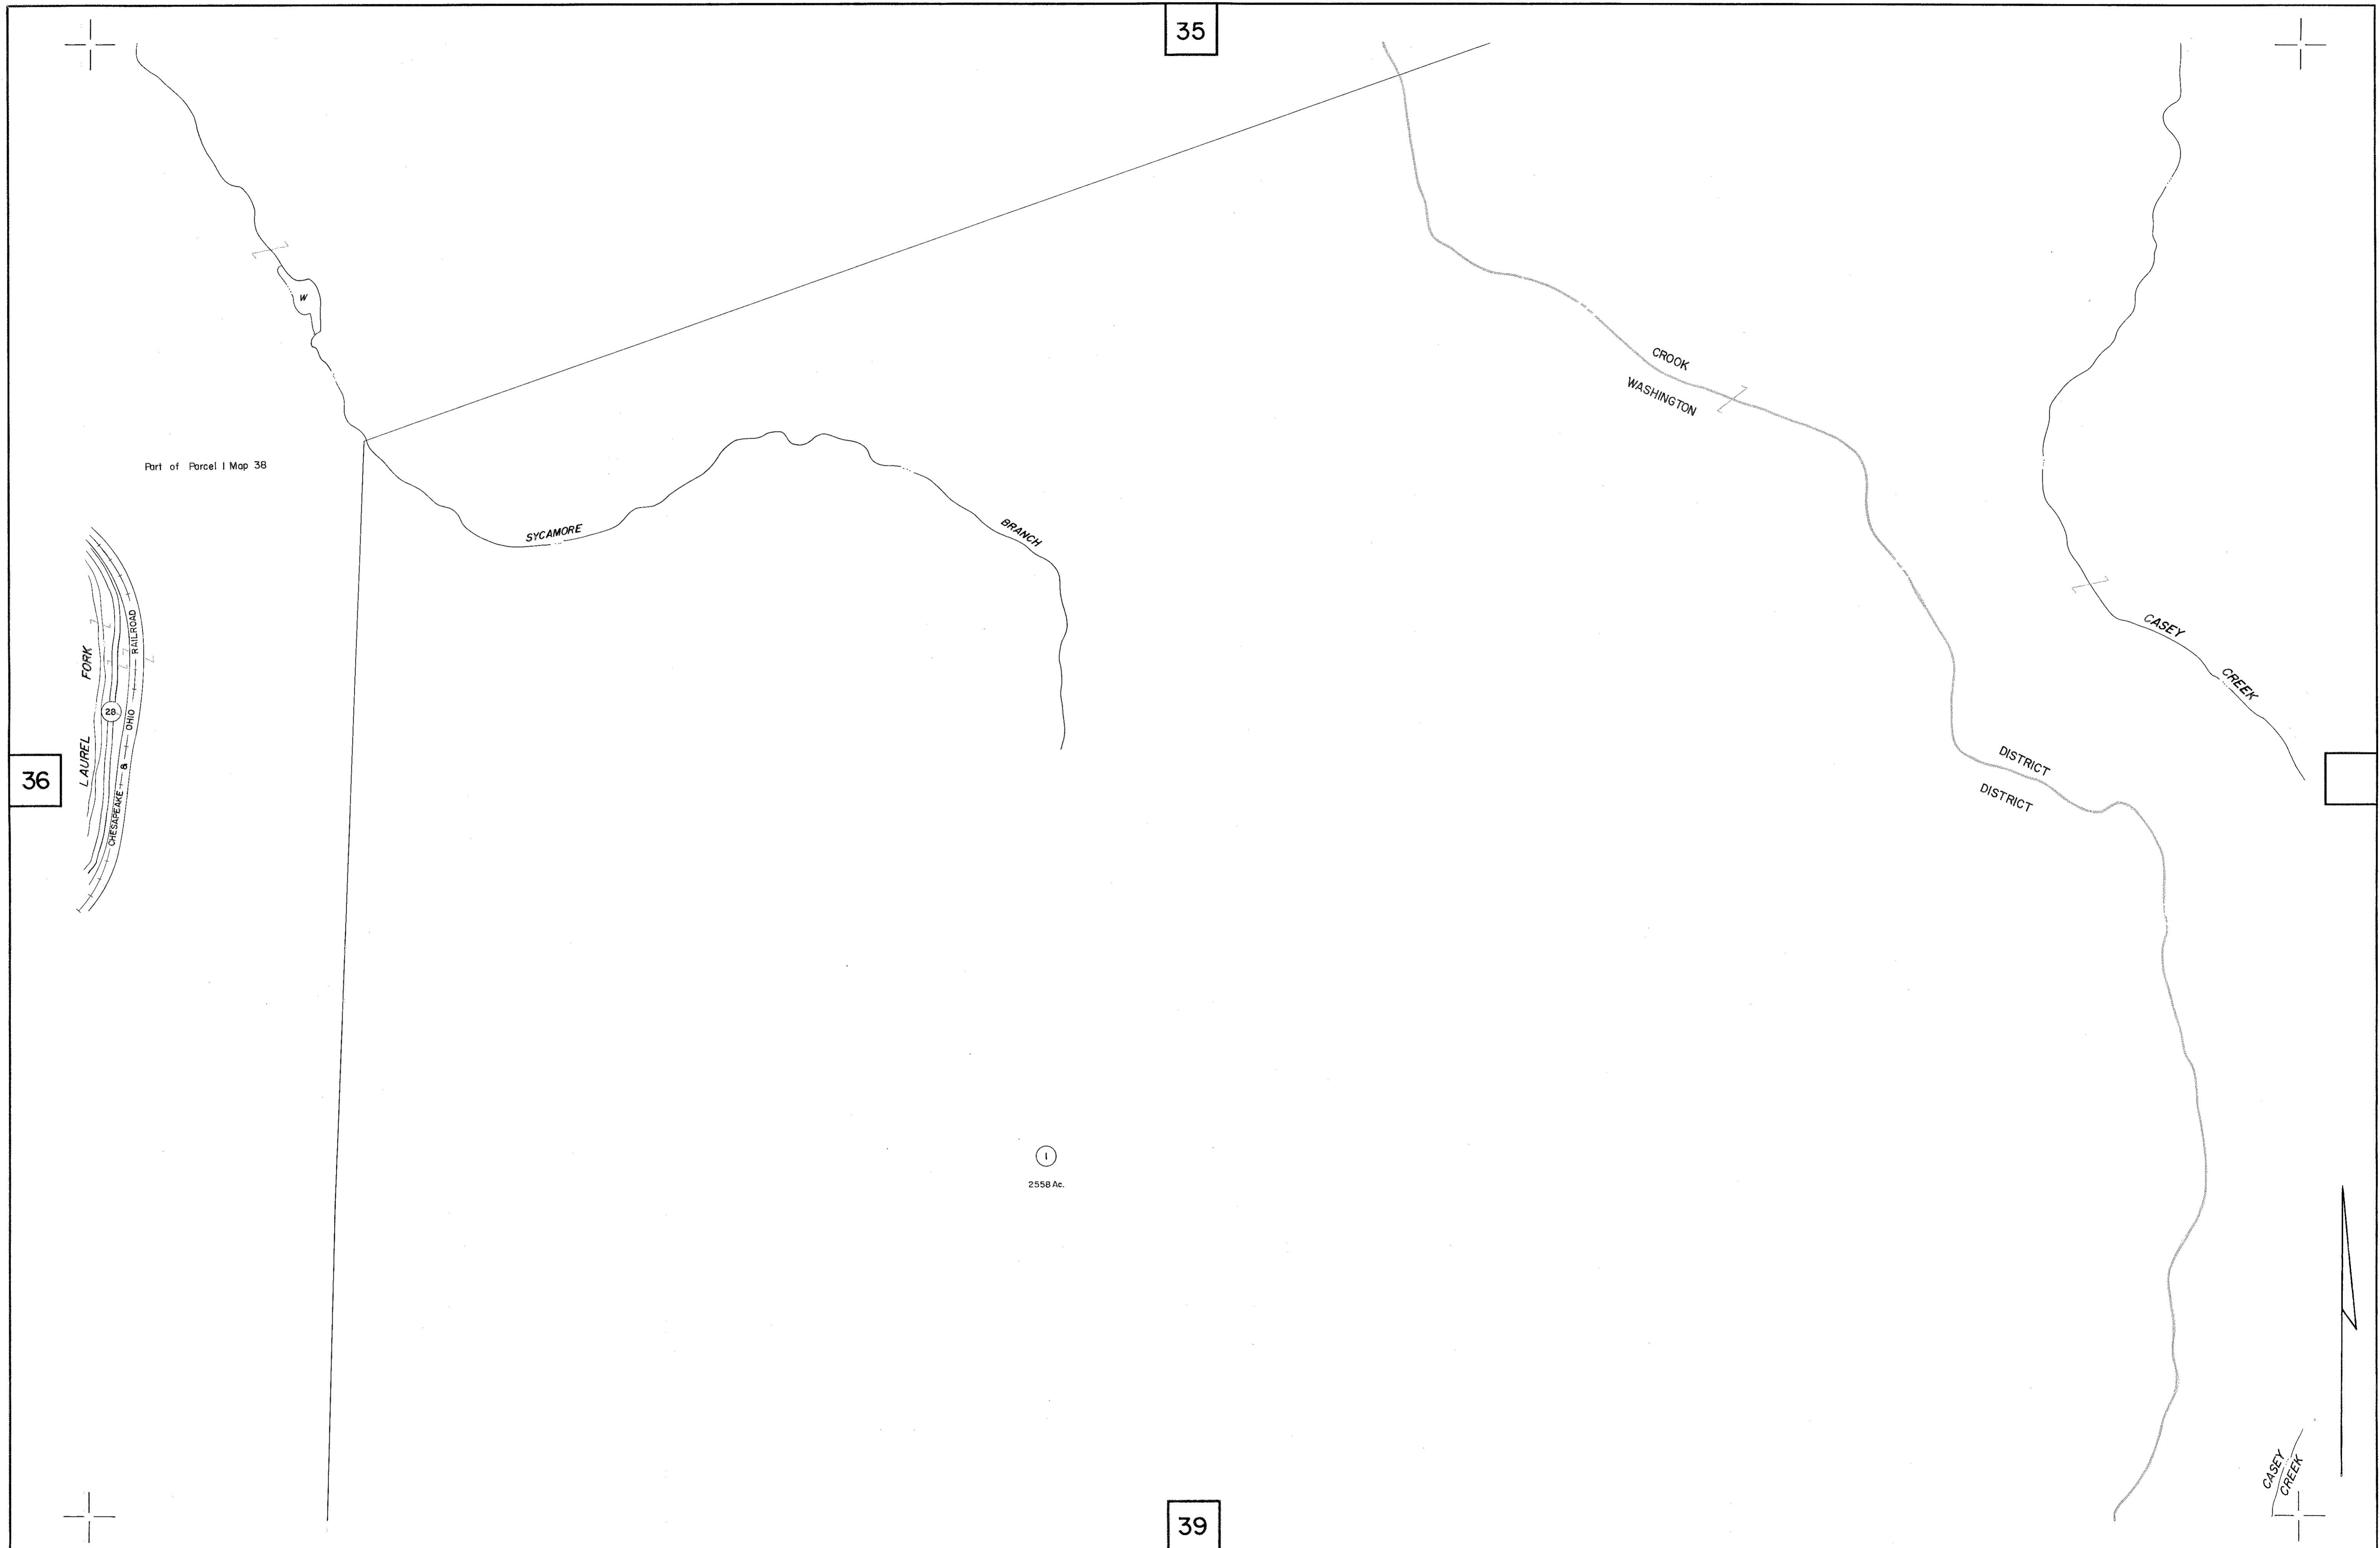 35
W
CROOK
WASHINGTON
Part of Parcel 1 Map 38
SYCAMORE
BRANCH
LAUREL FORK
28
CHESAPEAKE & OHIO RAILROAD
CASEY
CREEK
36
DISTRICT
DISTRICT
1
2558 Ac.
CASEY
CREEK
39